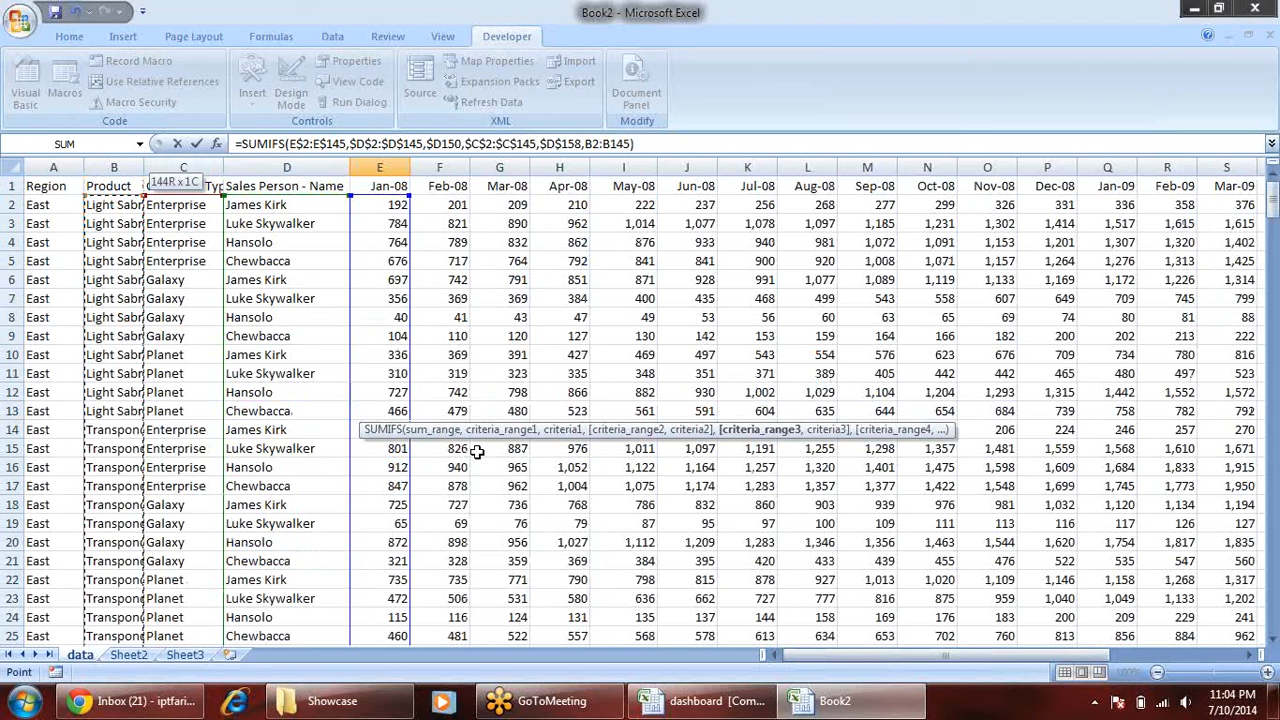 Book2 - Microsoft Excel
Home Insert Page Layout Formulas Data Review View Developer
Visual Basic Macros Record Macro Use Relative References Macro Security
Insert Design Mode Properties View Code Run Dialog
Source Map Properties Expansion Packs Refresh Data Import Export
Document Panel
Code Controls XML Modify
SUM =SUMIFS(E$2:E$145,$D$2:$D$145,$D150,$C$2:$C$145,$D$158,B2:B145)
144R x 1C
A B C D E F G H I J K L M N O P Q R S
1 Region Product Typ Sales Person - Name Jan-08 Feb-08 Mar-08 Apr-08 May-08 Jun-08 Jul-08 Aug-08 Sep-08 Oct-08 Nov-08 Dec-08 Jan-09 Feb-09 Mar-09
2 East Light Sabr Enterprise James Kirk 192 201 209 210 222 237 256 268 277 299 326 331 336 358 376
3 East Light Sabr Enterprise Luke Skywalker 784 821 890 962 1,014 1,077 1,078 1,097 1,185 1,231 1,302 1,414 1,517 1,615 1,615
4 East Light Sabr Enterprise Hansolo 764 789 832 862 876 933 940 981 1,072 1,091 1,153 1,201 1,307 1,320 1,402
5 East Light Sabr Enterprise Chewbacca 676 717 764 792 841 841 900 920 1,008 1,071 1,157 1,264 1,276 1,313 1,425
6 East Light Sabr Galaxy James Kirk 697 742 791 851 871 928 991 1,077 1,089 1,119 1,133 1,169 1,172 1,226 1,314
7 East Light Sabr Galaxy Luke Skywalker 356 369 369 384 400 435 468 499 543 558 607 649 709 745 799
8 East Light Sabr Galaxy Hansolo 40 41 43 47 49 53 56 60 63 65 69 74 80 81 88
9 East Light Sabr Galaxy Chewbacca 104 110 120 127 130 142 153 159 164 166 182 200 202 213 222
10 East Light Sabr Planet James Kirk 336 369 391 427 469 497 543 554 576 623 676 709 734 780 816
11 East Light Sabr Planet Luke Skywalker 310 319 323 335 348 371 389 405 442 442 465 480 497 523
12 East Light Sabr Planet Hansolo 727 742 798 866 882 930 1,002 1,029 1,104 1,204 1,293 1,315 1,442 1,552 1,572
13 East Light Sabr Planet Chewbacca 466 479 480 523 561 591 604 635 644 654 684 739 758 782 792
14 East Transpon Enterprise James Kirk 206 224 246 257 270
SUMIFS(sum_range, criteria_range1, criteria1, [criteria_range2, criteria2], [criteria_range3, criteria3], [criteria_range4, ...)
15 East Transpon Enterprise Luke Skywalker 801 826 887 976 1,011 1,097 1,191 1,255 1,298 1,357 1,481 1,559 1,568 1,610 1,671
16 East Transpon Enterprise Hansolo 912 940 965 1,052 1,122 1,164 1,257 1,320 1,401 1,475 1,598 1,666 1,684 1,833 1,915
17 East Transpon Enterprise Chewbacca 847 878 962 1,004 1,075 1,174 1,283 1,357 1,377 1,422 1,548 1,699 1,745 1,773 1,950
18 East Transpon Galaxy James Kirk 725 727 736 768 786 832 860 909 926 976 981 1,032 1,120 1,134 1,194
19 East Transpon Galaxy Luke Skywalker 65 69 76 79 87 95 97 100 109 111 113 116 117 126 127
20 East Transpon Galaxy Hansolo 872 898 956 1,027 1,112 1,209 1,283 1,346 1,463 1,544 1,620 1,754 1,817 1,835
21 East Transpon Galaxy Chewbacca 321 328 359 369 384 395 420 433 456 476 522 535 547 560
22 East Transpon Planet James Kirk 735 735 771 790 798 815 878 927 1,013 1,020 1,109 1,146 1,158 1,268 1,317
23 East Transpon Planet Luke Skywalker 472 506 531 580 636 662 727 777 816 875 959 1,040 1,049 1,133 1,202
24 East Transpon Planet Hansolo 115 116 124 131 135 137 144 158 169 176 183 200 209 229 241
25 East Transpon Planet Chewbacca 460 481 522 557 568 578 613 634 653 702 760 813 856 884 962
data Sheet2 Sheet3
Point 100%
Inbox (21) - iptfari... Showcase GoToMeeting dashboard [Com... Book2
11:04 PM
7/10/2014